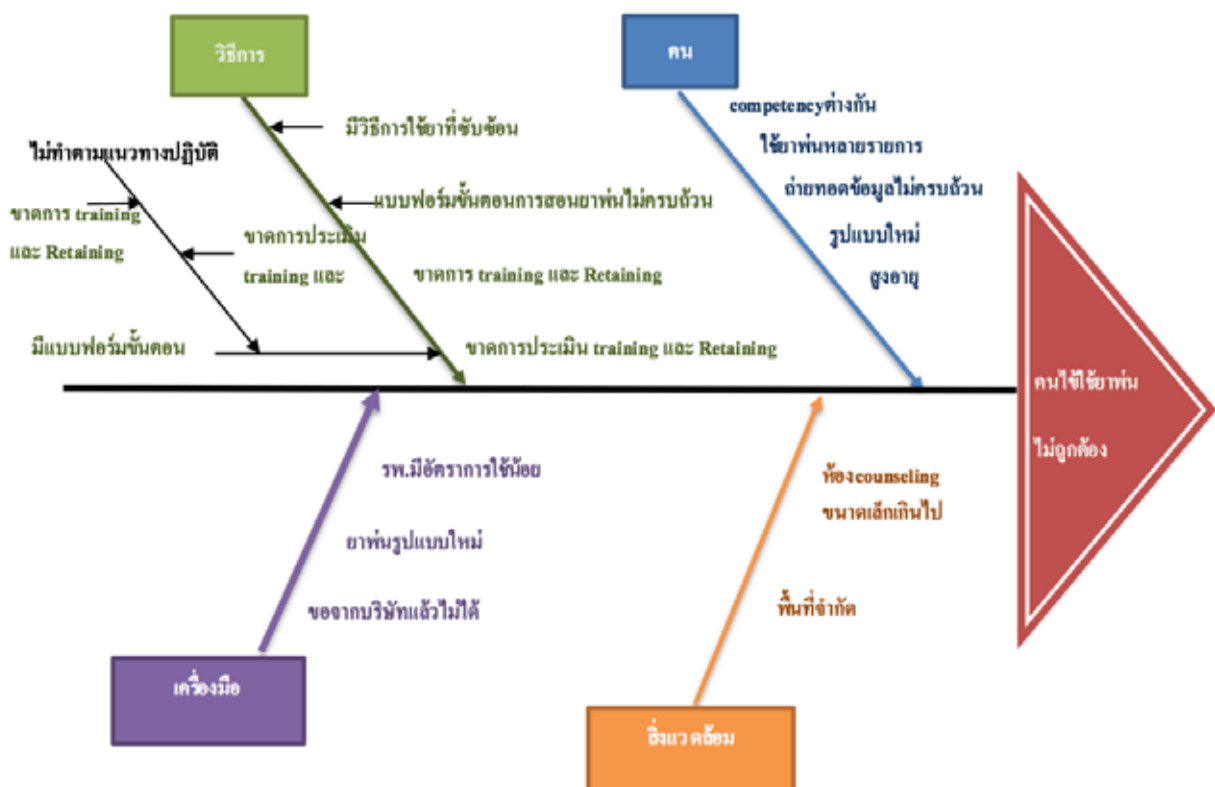 วิธีการ
คน
competencyต่างกัน
มีวิธีการใช้ยาที่ซับซ้อน
ใช้ยาพ่นหลายรายการ
ไม่ทำตามแนวทางปฏิบัติ
ถ่ายทอดข้อมูลไม่ครบถ้วน
แบบฟอร์มขั้นตอนการสอนยาพ่นไม่ครบถ้วน
ขาดการ training
และ Retaining
ขาดการประเมิน
training และ
รูปแบบใหม่
สูงอายุ
ขาดการ training และ Retaining
มีแบบฟอร์มขั้นตอน
ขาดการประเมิน training และ Retaining
คนไข้ใช้ยาพ่น
ไม่ถูกต้อง
รพ.มีอัตราการใช้น้อย
ยาพ่นรูปแบบใหม่
ขอจากบริษัทแล้วไม่ได้
ห้องcounseling
ขนาดเล็กเกินไป
พื้นที่จำกัด
เครื่องมือ
สิ่งแวดล้อม